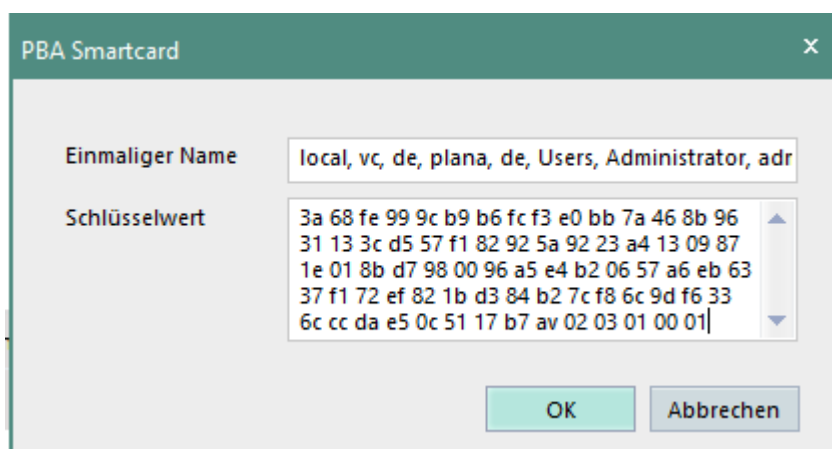 PBA Smartcard x
Einmaliger Name
local, vc, de, plana, de, Users, Administrator, adr
Schlüsselwert
3a 68 fe 99 9c b9 b6 fc f3 e0 bb 7a 46 8b 96
31 13 3c d5 57 f1 82 92 5a 92 23 a4 13 09 87
1e 01 8b d7 98 00 96 a5 e4 b2 06 57 a6 eb 63
37 f1 72 ef 82 1b d3 84 b2 7c f8 6c 9d f6 33
6c cc da e5 0c 51 17 b7 av 02 03 01 00 01
OK
Abbrechen